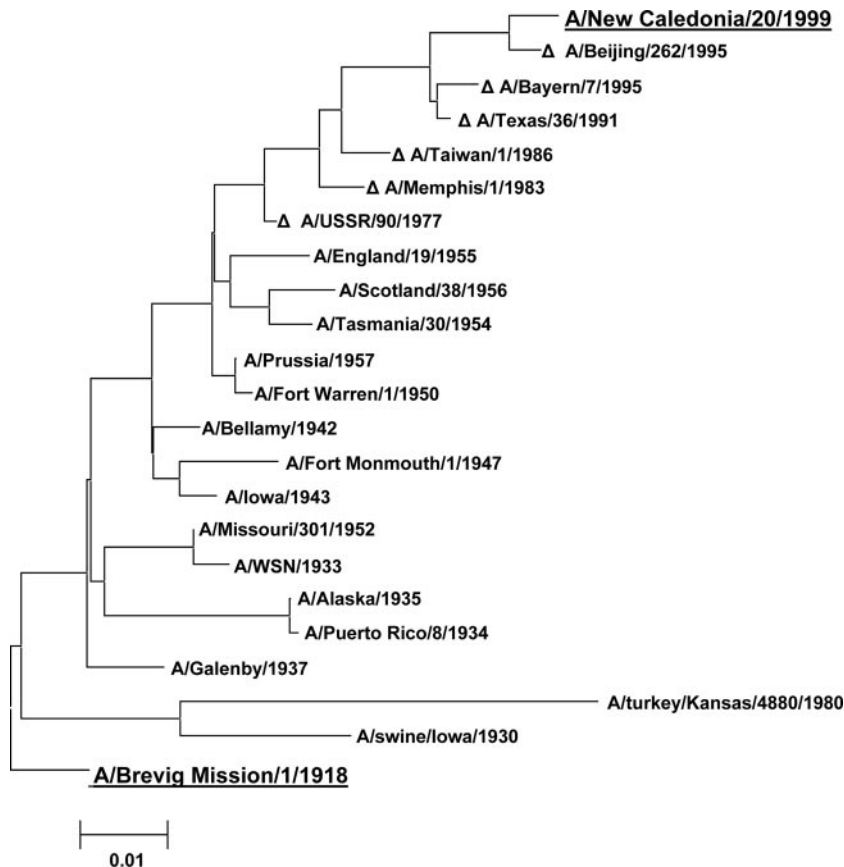 A/New Caledonia/20/1999
Δ A/Beijing/262/1995
Δ A/Bayern/7/1995
Δ A/Texas/36/1991
Δ A/Taiwan/1/1986
Δ A/Memphis/1/1983
Δ A/USSR/90/1977
A/England/19/1955
A/Scotland/38/1956
A/Tasmania/30/1954
A/Prussia/1957
A/Fort Warren/1/1950
A/Bellamy/1942
A/Fort Monmouth/1/1947
A/Iowa/1943
A/Missouri/301/1952
A/WSN/1933
A/Alaska/1935
A/Puerto Rico/8/1934
A/Galenby/1937
A/turkey/Kansas/4880/1980
A/swine/Iowa/1930
A/Brevig Mission/1/1918
0.01